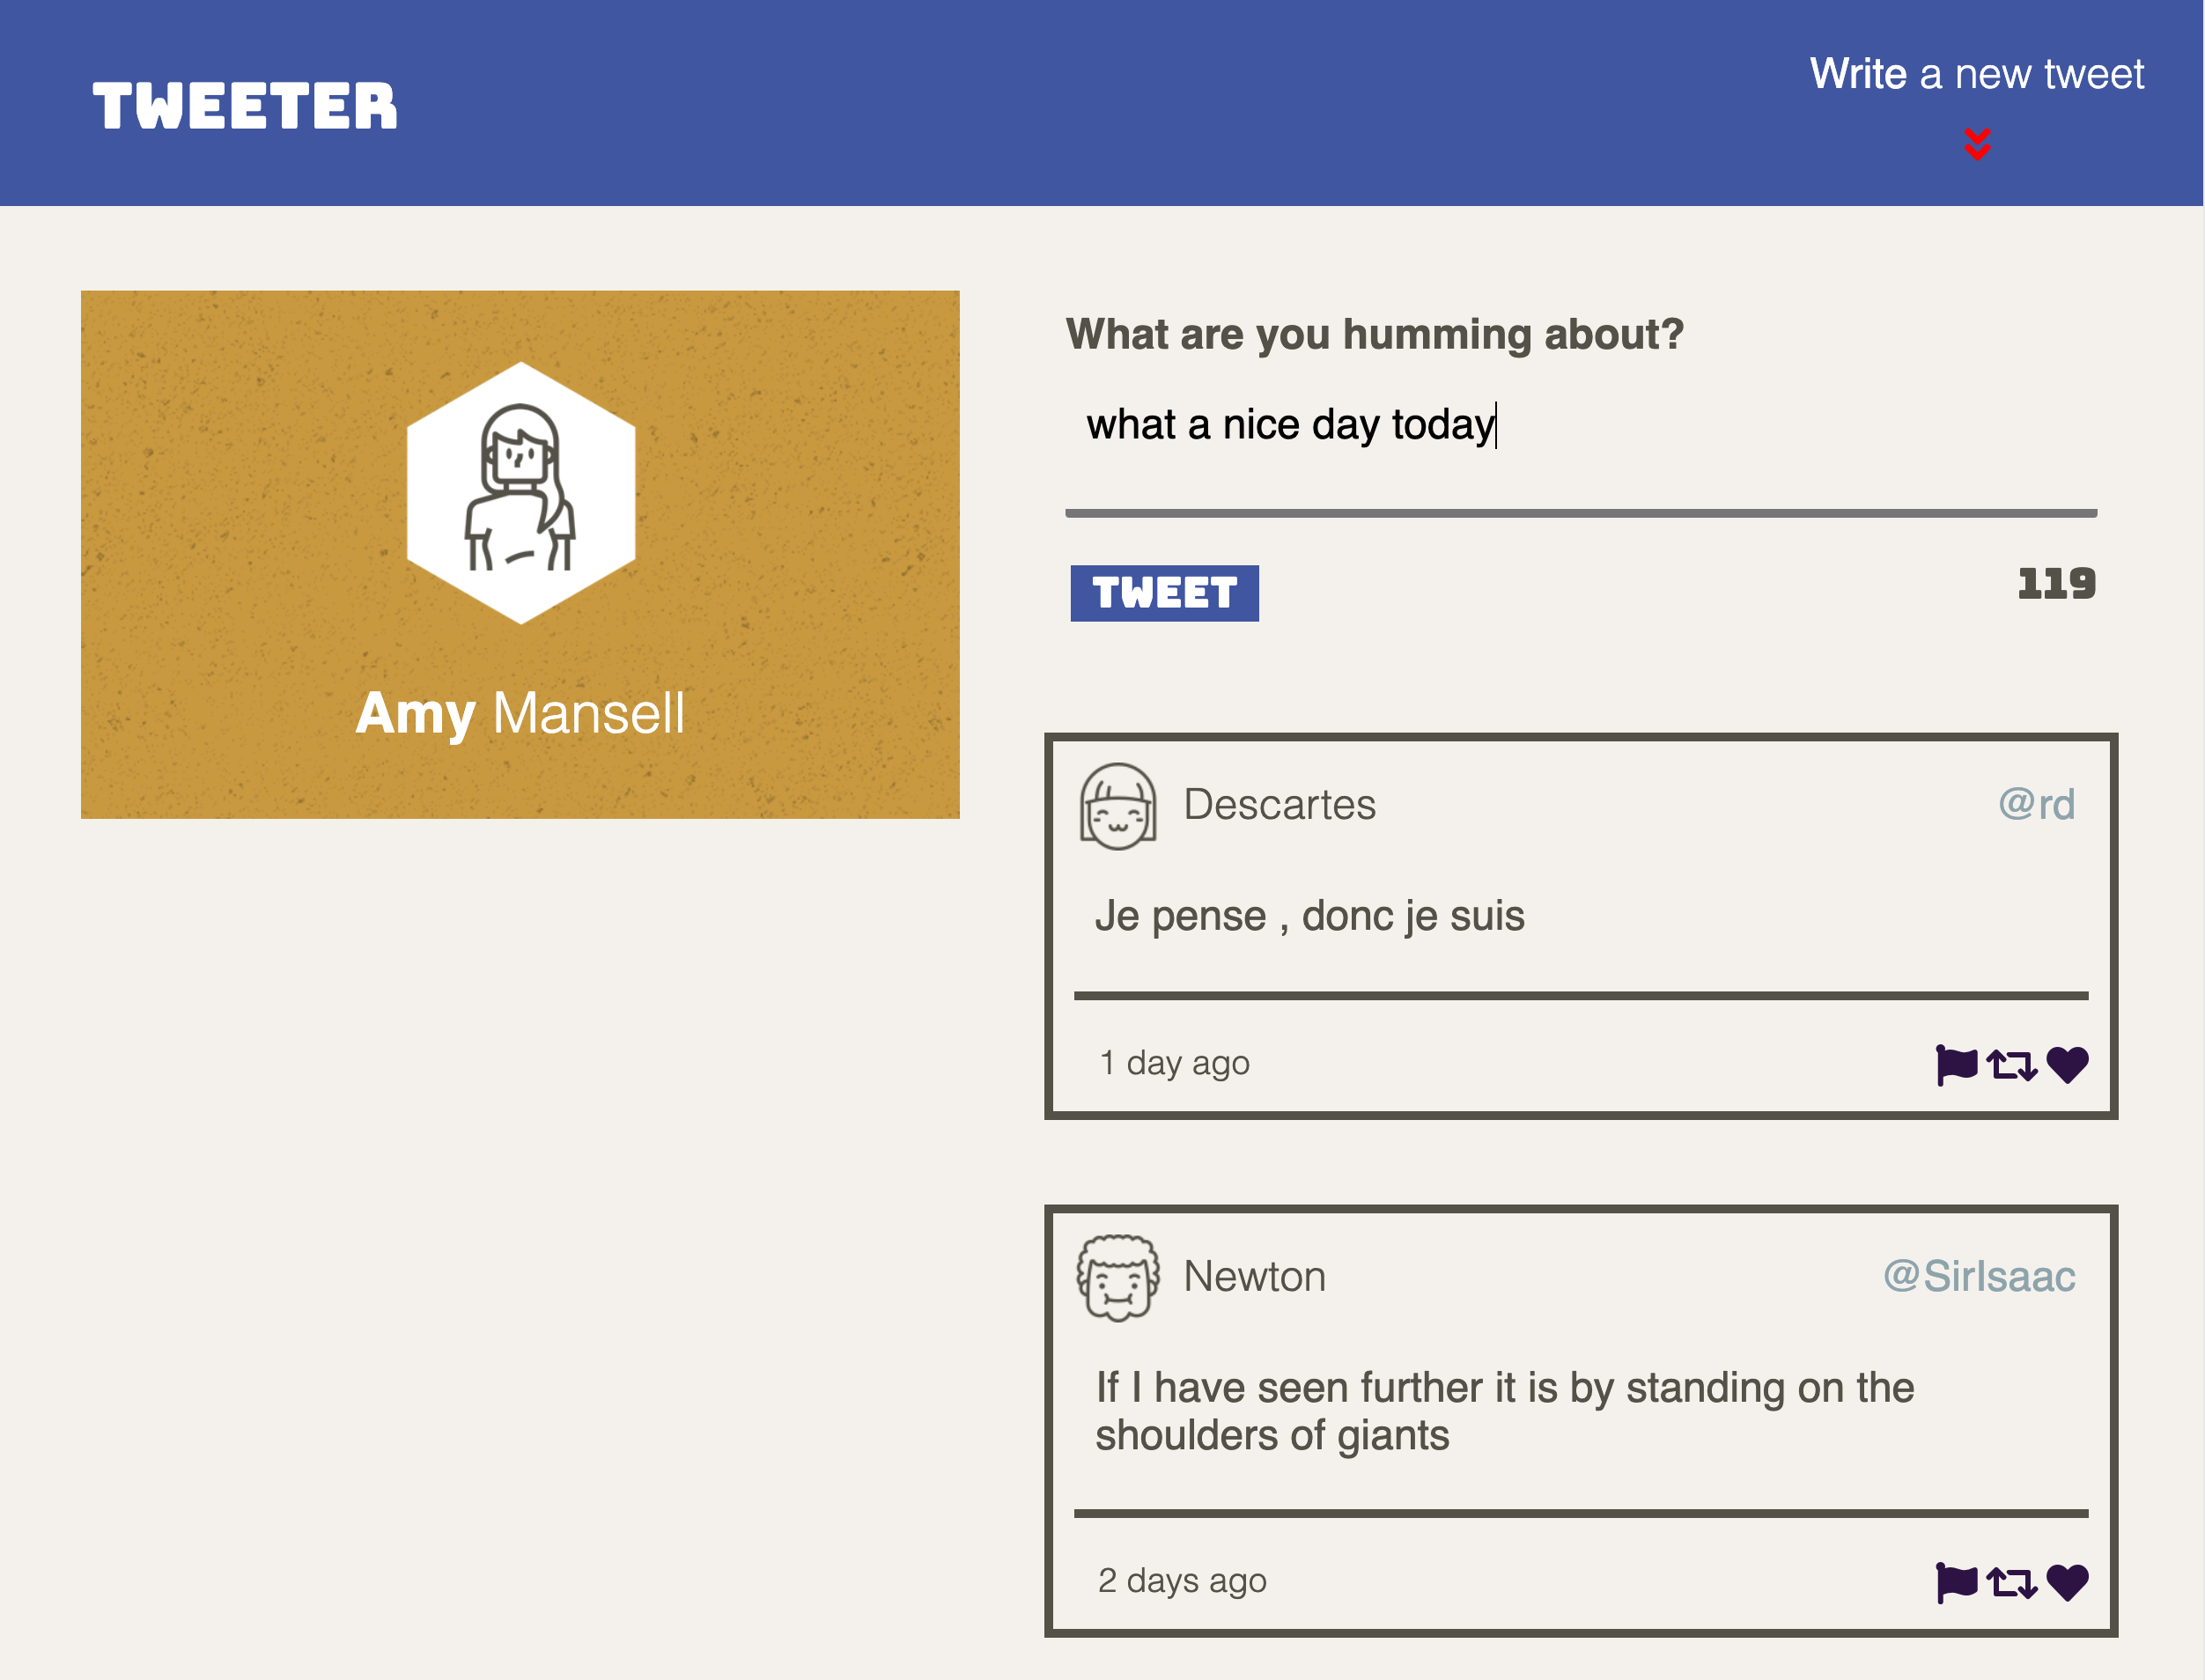 TWEETER
Write a new tweet
Amy Mansell
What are you humming about?
what a nice day today
TWEET
119
Descartes
@rd
Je pense , donc je suis
1 day ago
Newton
@SirIsaac
If I have seen further it is by standing on the
shoulders of giants
2 days ago